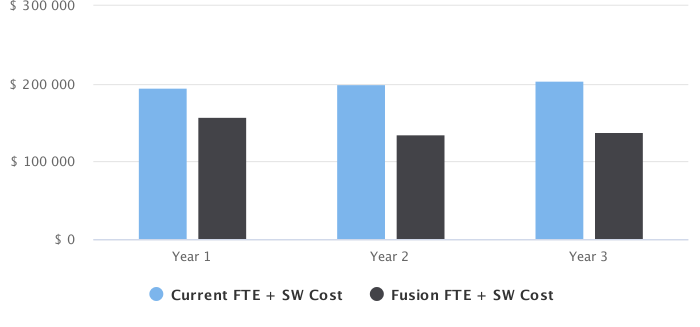 $ 300 000
$ 200 000
$ 100 000
$ 0
Year 1 Year 2 Year 3
Current FTE + SW Cost Fusion FTE + SW Cost